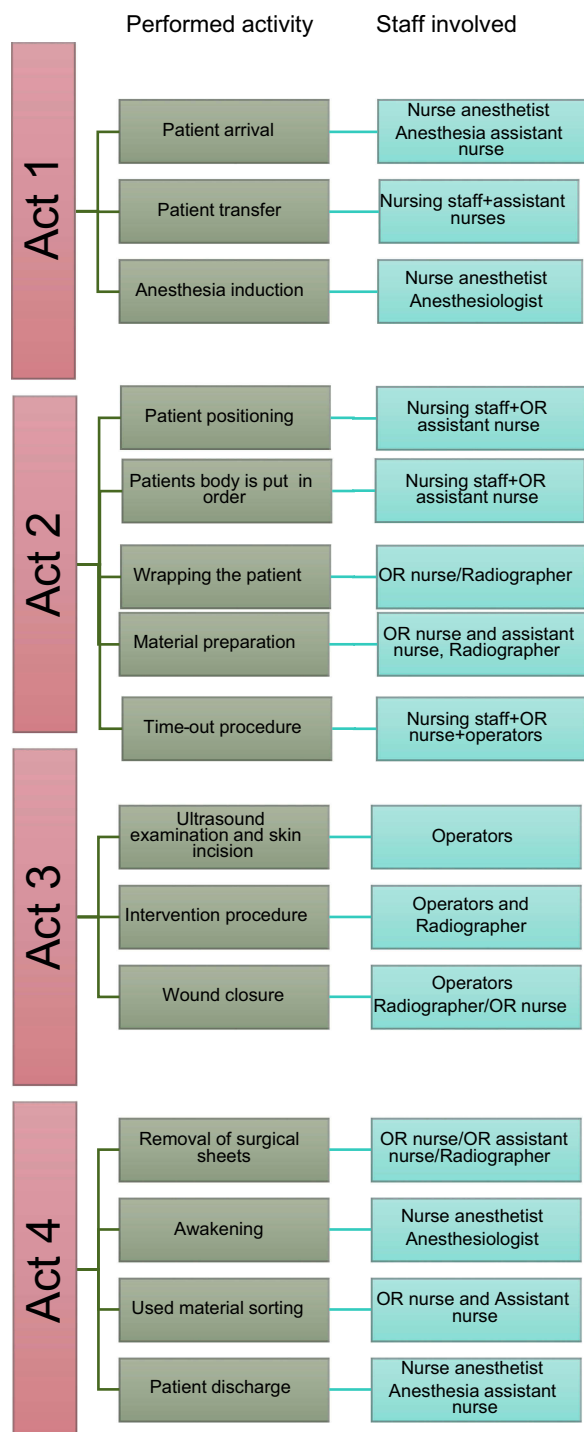 Performed activity
Staff involved
Act 1
Patient arrival
Nurse anesthetist
Anesthesia assistant
nurse
Patient transfer
Nursing staff+assistant
nurses
Anesthesia induction
Nurse anesthetist
Anesthesiologist
Act 2
Patient positioning
Nursing staff+OR
assistant nurse
Patients body is put in
order
Nursing staff+OR
assistant nurse
Wrapping the patient
OR nurse/Radiographer
Material preparation
OR nurse and assistant
nurse, Radiographer
Time-out procedure
Nursing staff+OR
nurse+operators
Act 3
Ultrasound
examination and skin
incision
Operators
Intervention procedure
Operators and
Radiographer
Wound closure
Operators
Radiographer/OR nurse
Act 4
Removal of surgical
sheets
OR nurse/OR assistant
nurse/Radiographer
Awakening
Nurse anesthetist
Anesthesiologist
Used material sorting
OR nurse and Assistant
nurse
Patient discharge
Nurse anesthetist
Anesthesia assistant
nurse